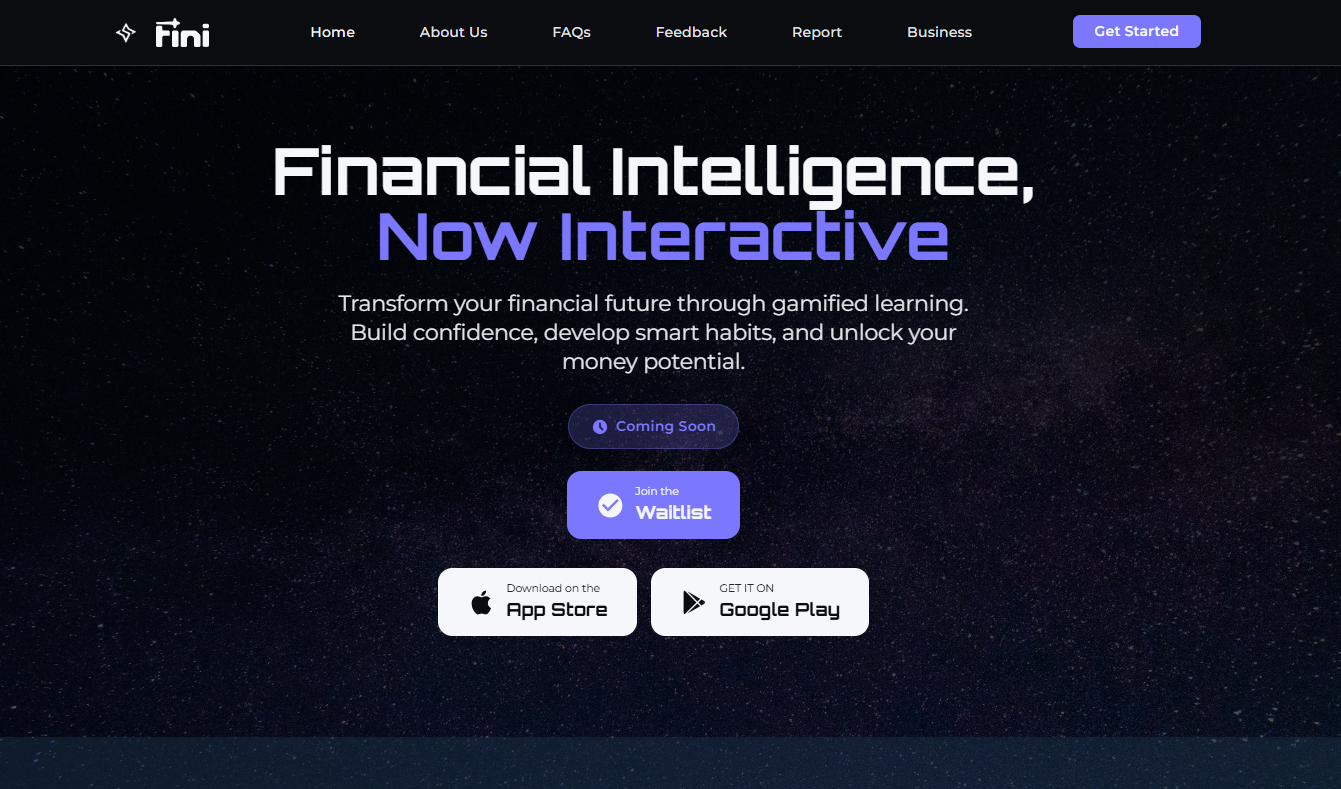 Fini
Home
About Us
FAQs
Feedback
Report
Business
Get Started
Financial Intelligence,
Now Interactive
Transform your financial future through gamified learning.
Build confidence, develop smart habits, and unlock your
money potential.
Coming Soon
Join the
Waitlist
Download on the
App Store
GET IT ON
Google Play